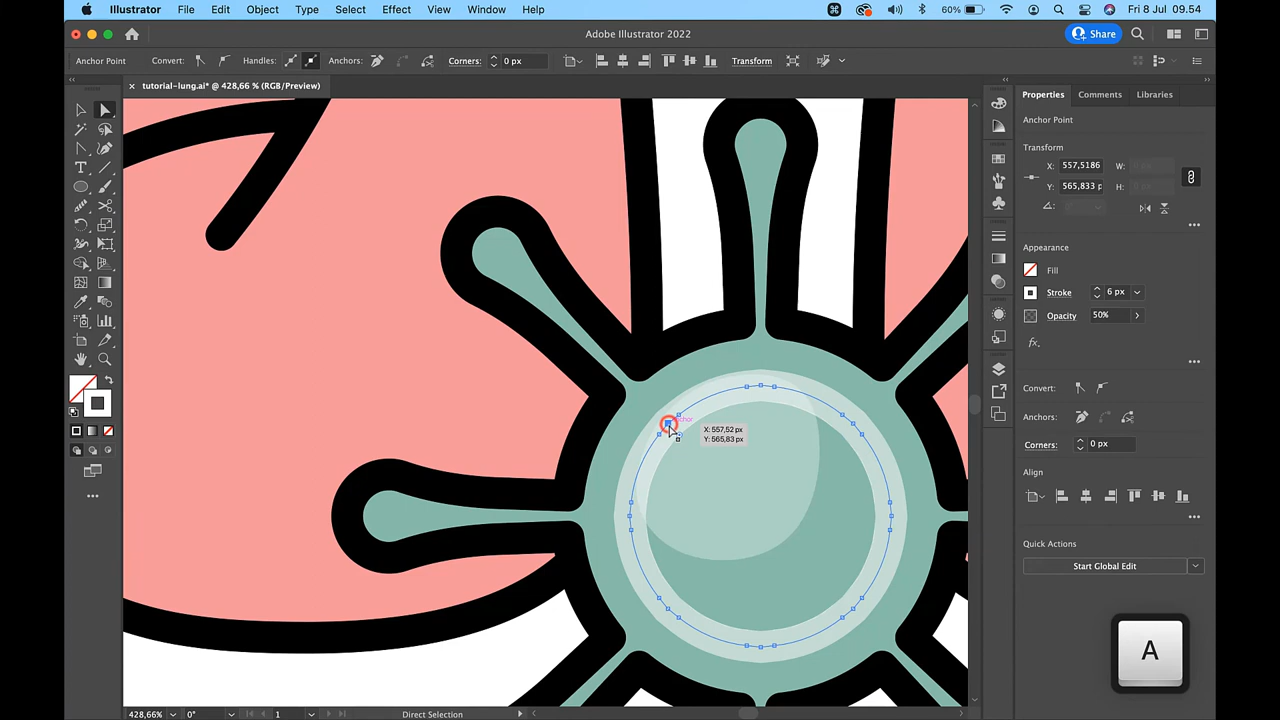 Illustrator File Edit Object Type Select Effect View Window Help 60% Fri 8 Jul 09.54
Adobe Illustrator 2022
Share
Anchor Point Convert: Handles: Anchors: Corners: 0 px Transform
× tutorial-lung.ai* @ 428,66 % (RGB/Preview)
Properties Comments Libraries
Anchor Point
Transform
X: 557,5186 W:
Y: 565,833 p H:
Appearance
Fill
Stroke 6 px
Opacity 50%
fx.
Convert:
Anchors:
Corners: 0 px
Align
Quick Actions
Start Global Edit
X: 557,52 px
Y: 565,83 px
A
428,66% 0° 1 Direct Selection